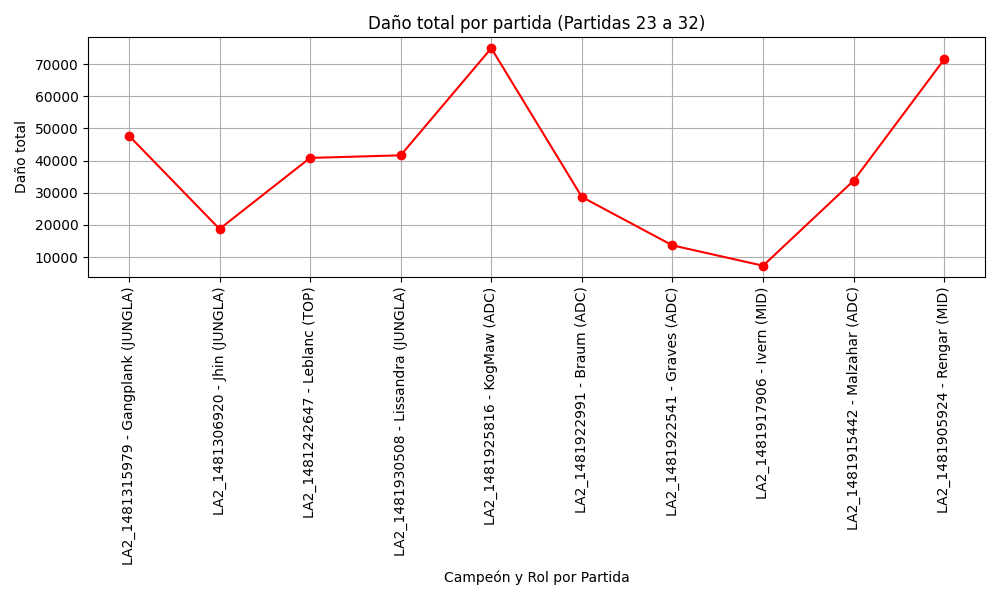 Daño total por partida (Partidas 23 a 32)
Daño total
70000
60000
50000
40000
30000
20000
10000
LA2_1481315979 - Gangplank (JUNGLA)
LA2_1481306920 - Jhin (JUNGLA)
LA2_1481242647 - Leblanc (TOP)
LA2_1481930508 - Lissandra (JUNGLA)
LA2_1481925816 - KogMaw (ADC)
LA2_1481922991 - Braum (ADC)
LA2_1481922541 - Graves (ADC)
LA2_1481917906 - Ivern (MID)
LA2_1481915442 - Malzahar (ADC)
LA2_1481905924 - Rengar (MID)
Campeón y Rol por Partida